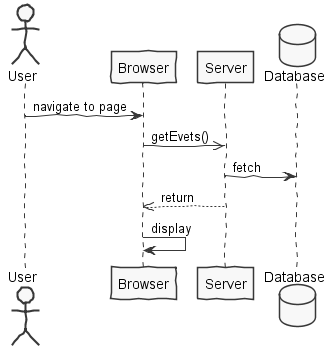 User
Browser
Server
Database
navigate to page
getEvets()
fetch
return
display
User
Browser
Server
Database